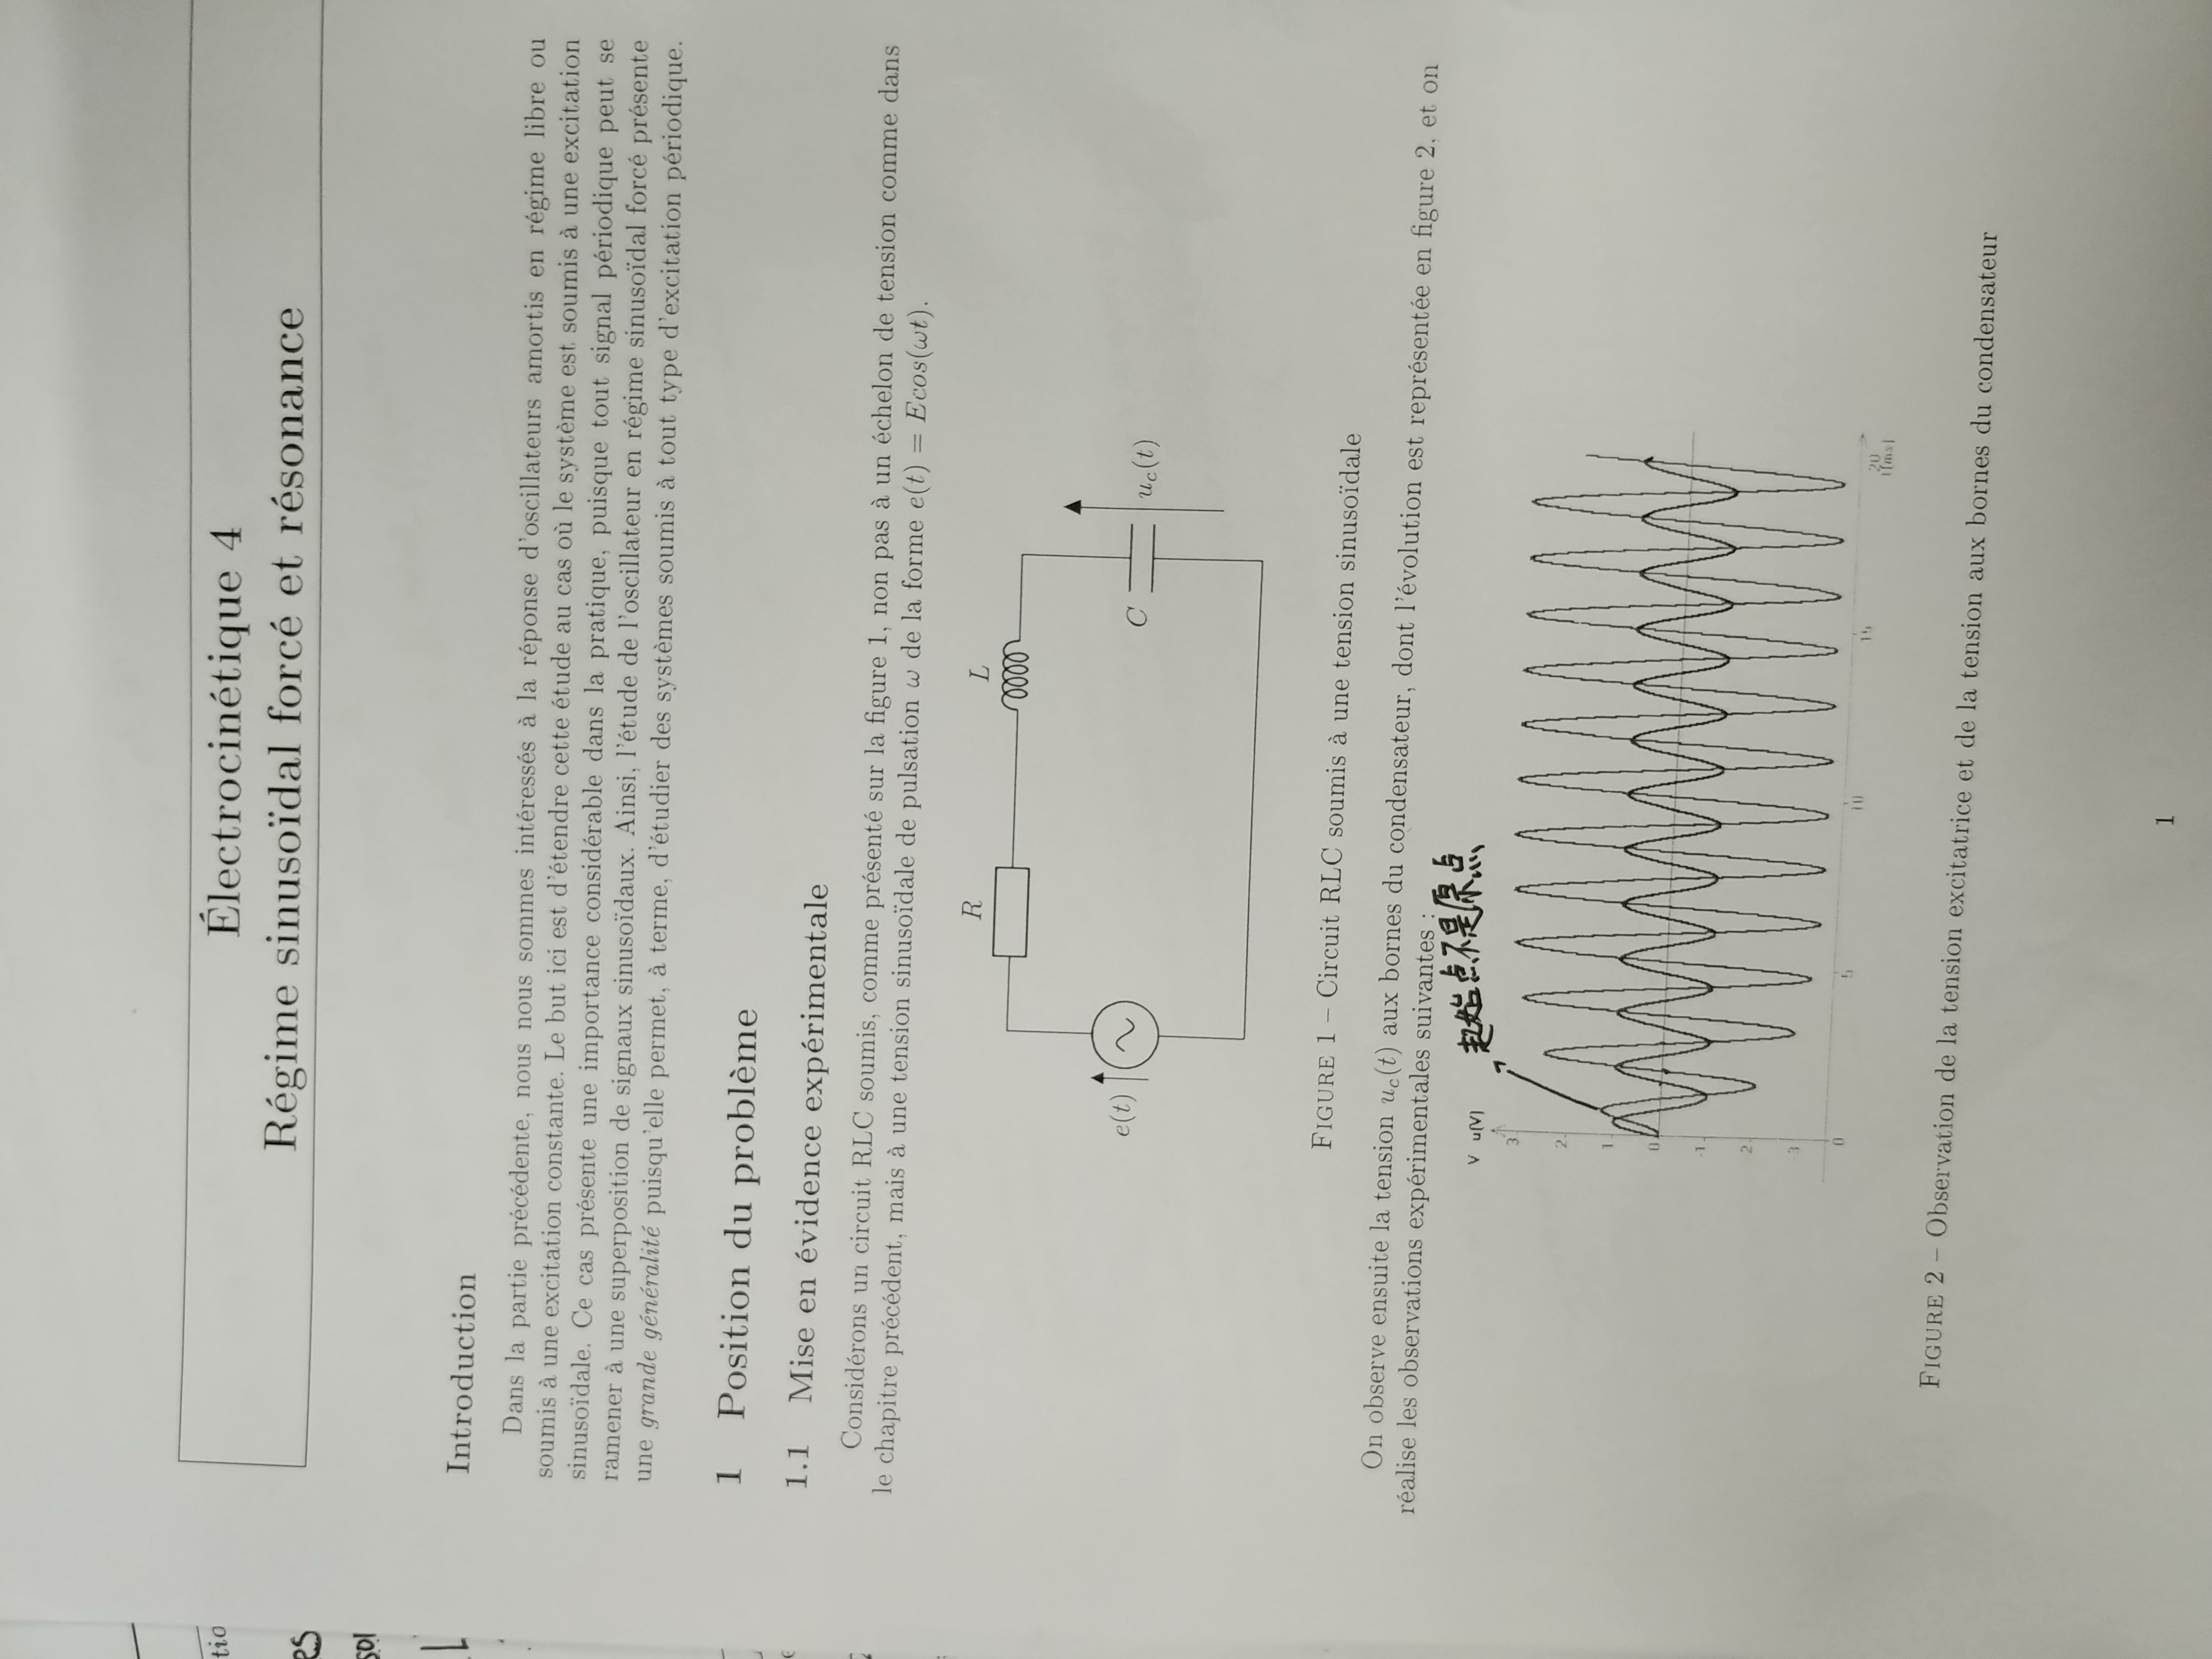 tio
es
sol
Électrocinétique 4
Régime sinusoïdal forcé et résonance
Introduction
Dans la partie précédente, nous nous sommes intéressés à la réponse d'oscillateurs amortis en régime libre ou
soumis à une excitation constante. Le but ici est d'étendre cette étude au cas où le système est soumis à une excitation
sinusoïdale. Ce cas présente une importance considérable dans la pratique, puisque tout signal périodique peut se
ramener à une superposition de signaux sinusoïdaux. Ainsi, l'étude de l'oscillateur en régime sinusoïdal forcé présente
une grande généralité puisqu'elle permet, à terme, d'étudier des systèmes soumis à tout type d'excitation périodique.
1 Position du problème
1.1 Mise en évidence expérimentale
Considérons un circuit RLC soumis, comme présenté sur la figure 1, non pas à un échelon de tension comme dans
le chapitre précédent, mais à une tension sinusoïdale de pulsation ω de la forme e(t) = Ecos(ωt).
R
L
e(t)
C
u_c(t)
FIGURE 1 – Circuit RLC soumis à une tension sinusoïdale
On observe ensuite la tension u_c(t) aux bornes du condensateur, dont l'évolution est représentée en figure 2, et on
réalise les observations expérimentales suivantes :
起始点不是原点
V u(V)
3
2
1
0
-1
2
3
0 5 10 15 20
t[ms]
FIGURE 2 – Observation de la tension excitatrice et de la tension aux bornes du condensateur
1